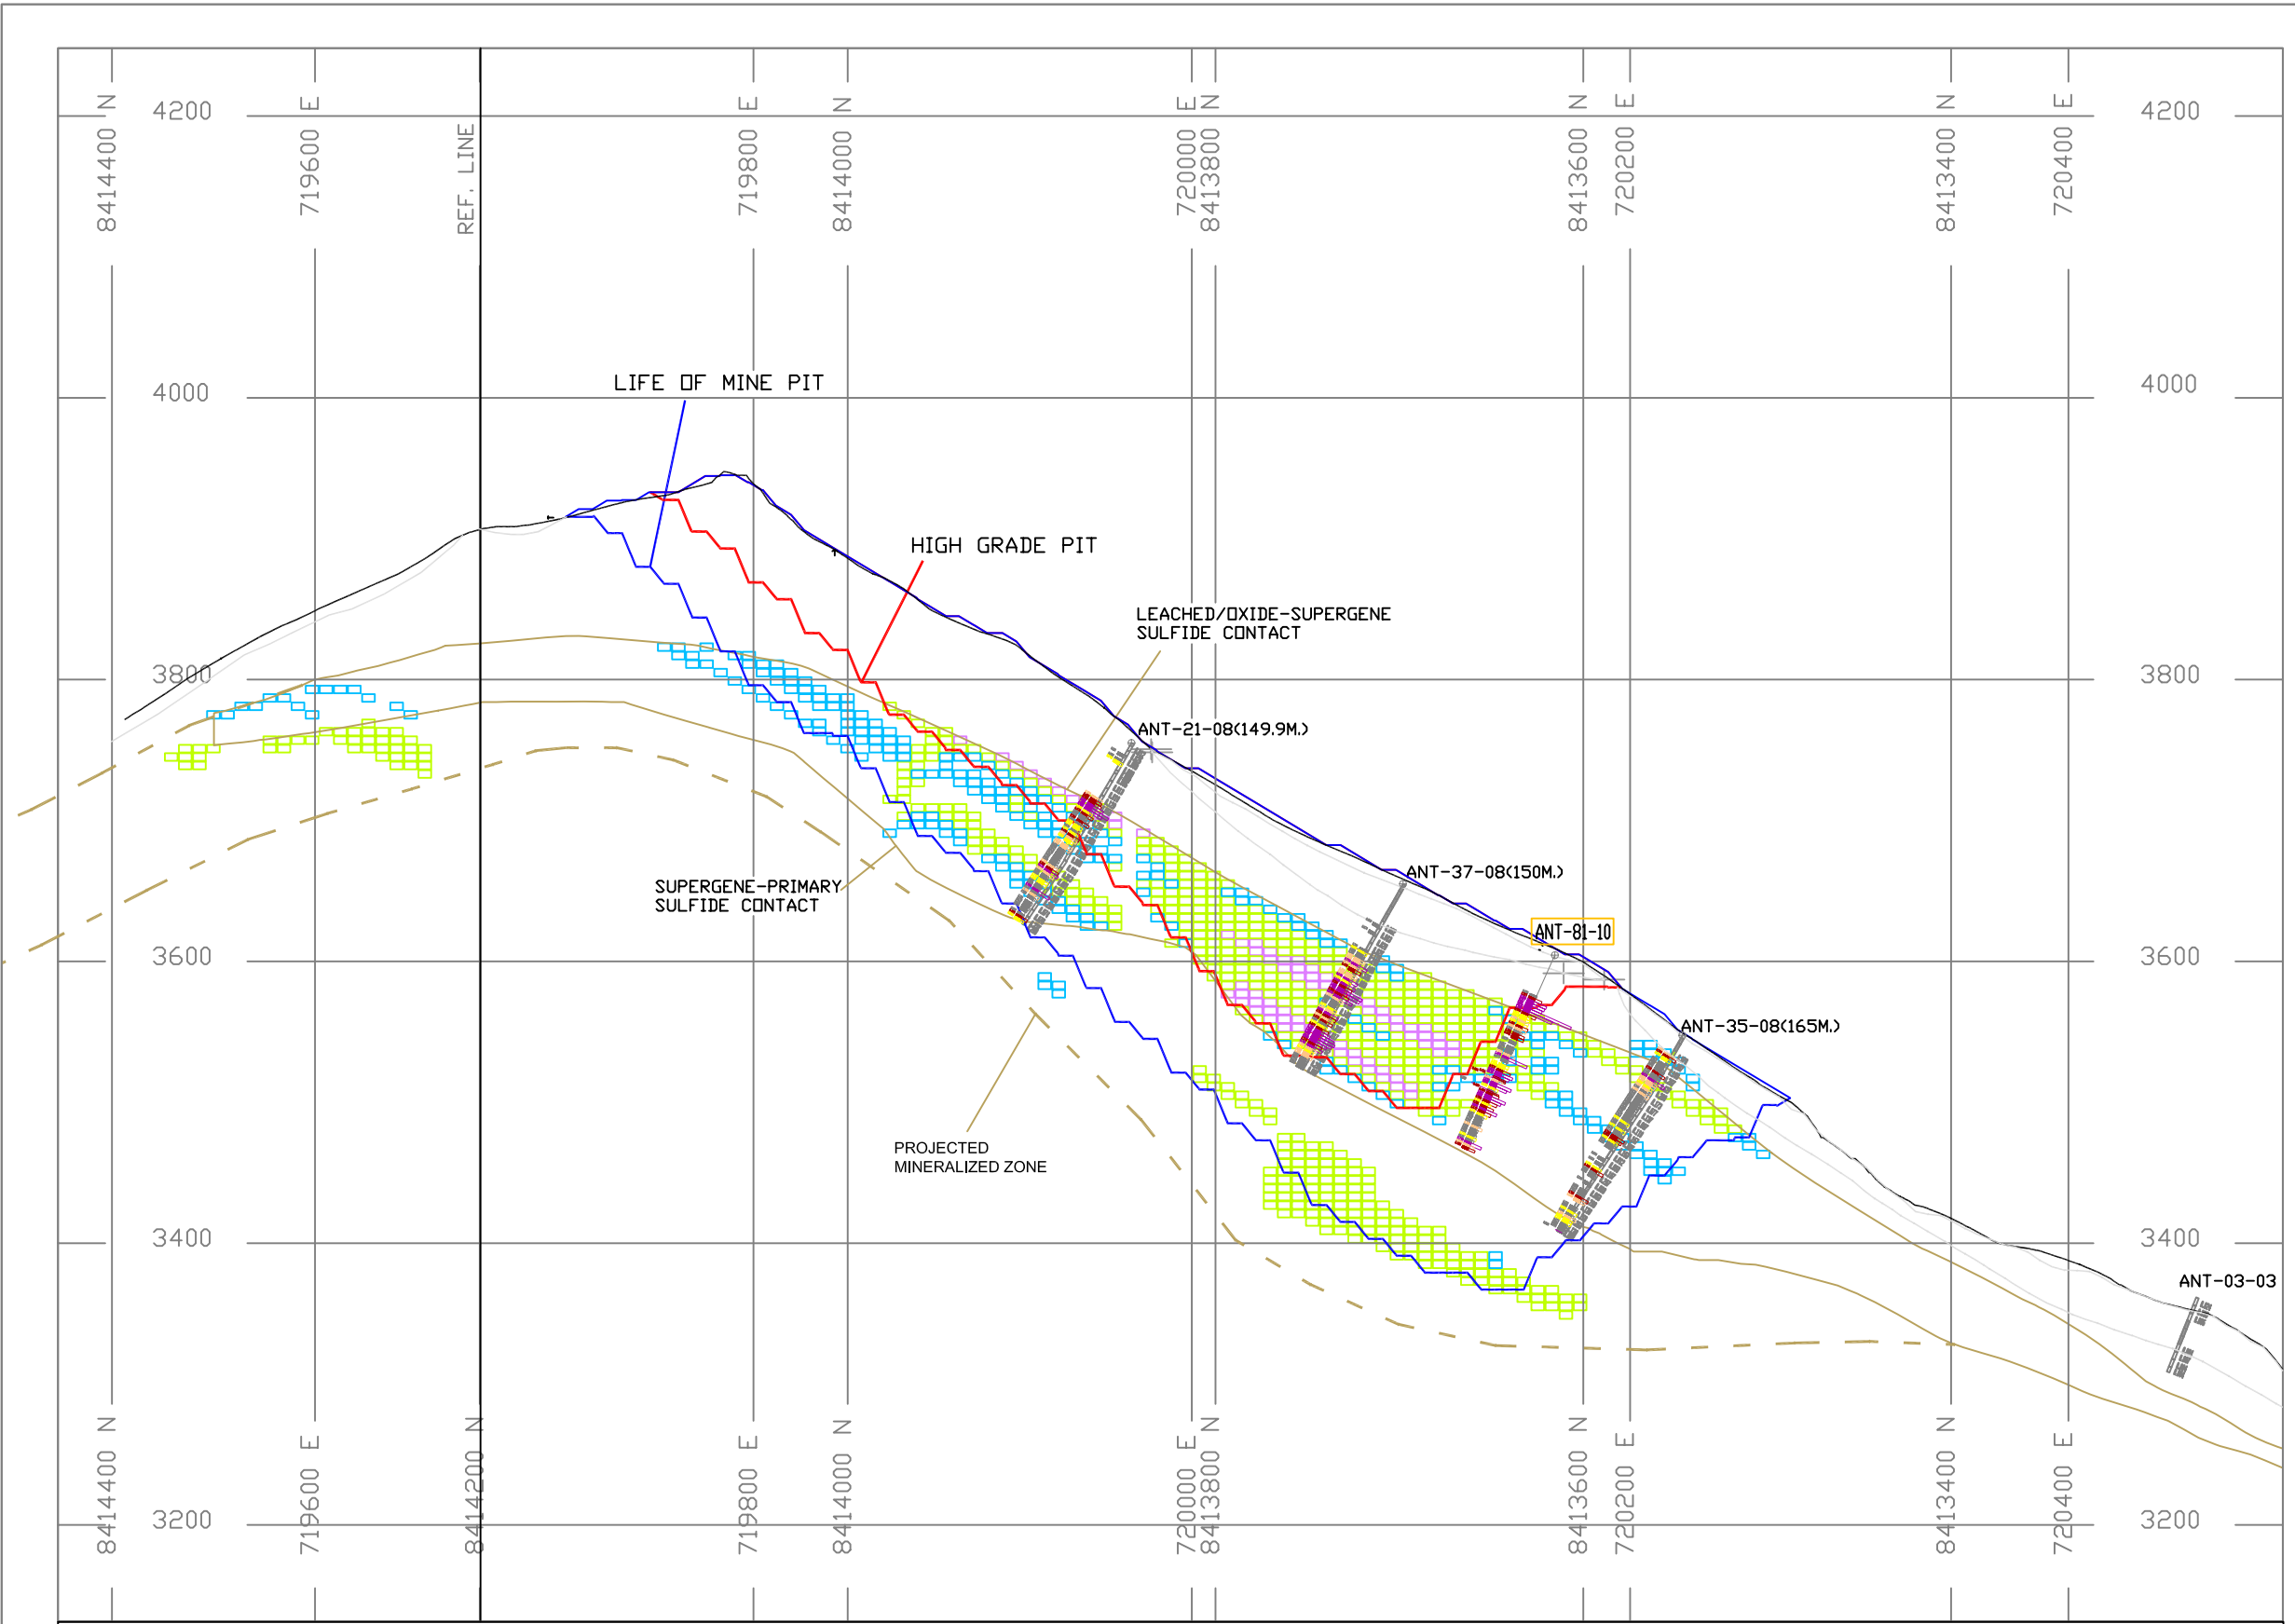 8414400 N
719600 E
REF. LINE
719800 E
8414000 N
720000 E
8413800 N
8413600 N
720200 E
8413400 N
720400 E
4200
4200
4000
4000
LIFE OF MINE PIT
HIGH GRADE PIT
LEACHED/OXIDE-SUPERGENE
SULFIDE CONTACT
3800
3800
ANT-21-08(149.9M.)
ANT-37-08(150M.)
SUPERGENE-PRIMARY
SULFIDE CONTACT
ANT-81-10
3600
3600
ANT-35-08(165M.)
PROJECTED
MINERALIZED ZONE
3400
3400
ANT-03-03
3200
3200
8414400 N
719600 E
8414200 N
719800 E
8414000 N
720000 E
8413800 N
8413600 N
720200 E
8413400 N
720400 E